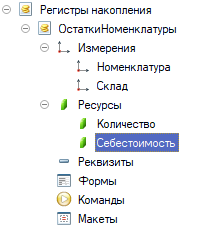 Регистры накопления
ОстаткиНоменклатуры
Измерения
Номенклатура
Склад
Ресурсы
Количество
Себестоимость
Реквизиты
Формы
Команды
Макеты